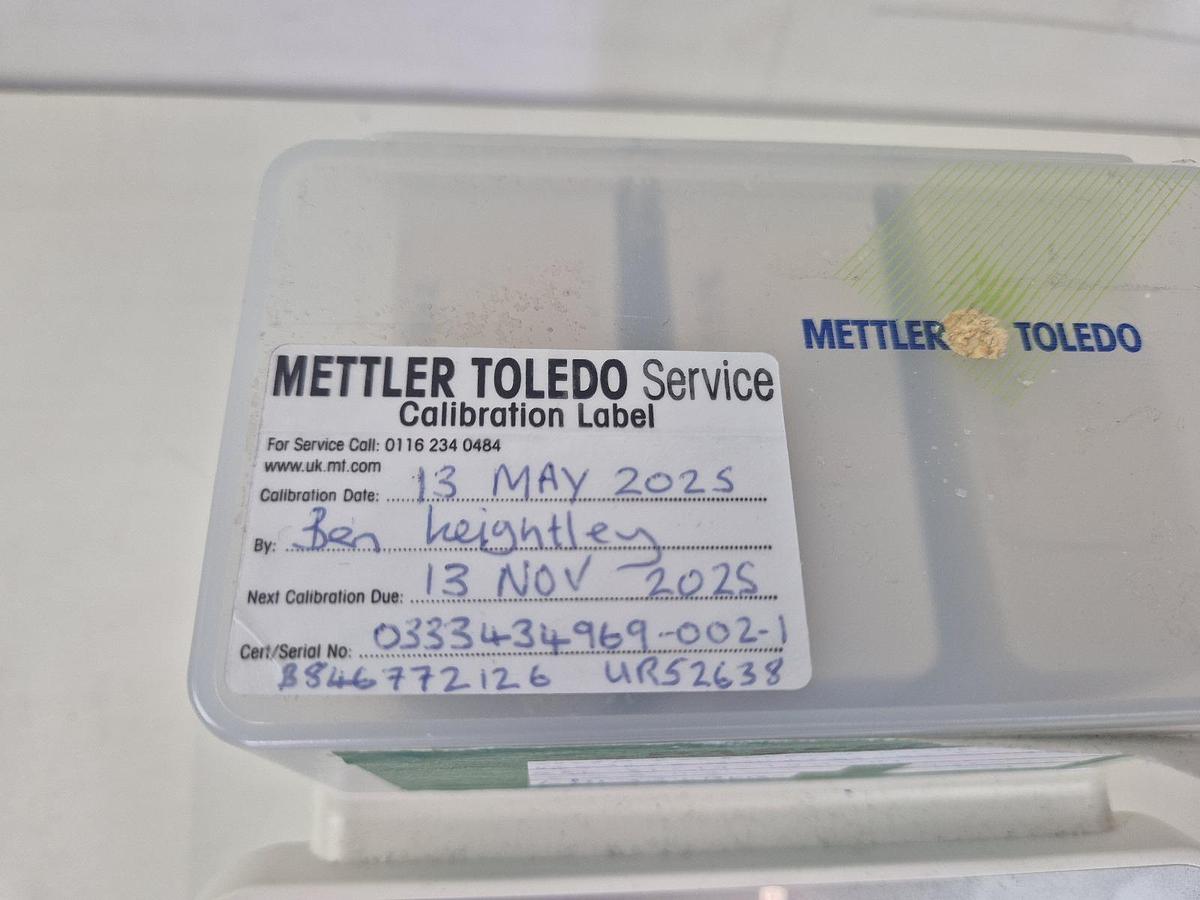 METTLER TOLEDO
METTLER TOLEDO Service
Calibration Label
For Service Call: 0116 234 0484
www.uk.mt.com
Calibration Date: 13 MAY 2025
By: Ben Keightley
Next Calibration Due: 13 NOV 2025
Cert/Serial No: 0333434969-002-1
B846772126 UR52638